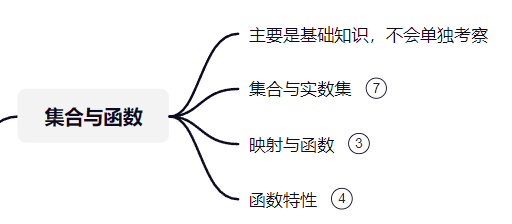 主要是基础知识，不会单独考察
集合与实数集 7
集合与函数
映射与函数 3
函数特性 4